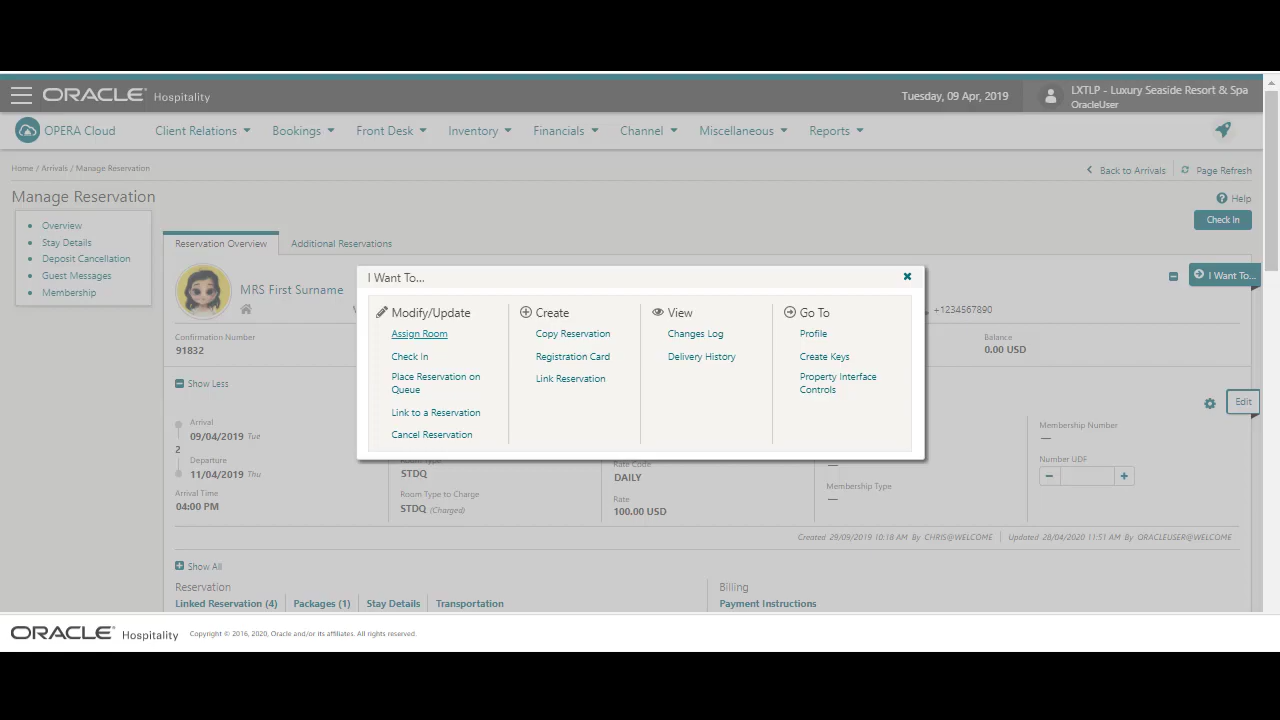 ORACLE Hospitality
Tuesday, 09 Apr, 2019
LXTLP - Luxury Seaside Resort & Spa
OracleUser
OPERA Cloud
Client Relations
Bookings
Front Desk
Inventory
Financials
Channel
Miscellaneous
Reports
Home / Arrivals / Manage Reservation
Back to Arrivals
Page Refresh
Manage Reservation
Help
Check In
Overview
Stay Details
Deposit Cancellation
Guest Messages
Membership
Reservation Overview
Additional Reservations
MRS First Surname
I Want To...
+1234567890
Confirmation Number
91832
Balance
0.00 USD
Show Less
Edit
I Want To...
Modify/Update
Assign Room
Check In
Place Reservation on
Queue
Link to a Reservation
Cancel Reservation
Create
Copy Reservation
Registration Card
Link Reservation
View
Changes Log
Delivery History
Go To
Profile
Create Keys
Property Interface
Controls
Arrival
09/04/2019 Tue
2
Departure
11/04/2019 Thu
Arrival Time
04:00 PM
Room Type
STDQ
Room Type to Charge
STDQ (Charged)
Rate Code
DAILY
Rate
100.00 USD
—
Membership Type
—
Membership Number
—
Number UDF
Created 29/09/2019 10:18 AM By CHRIS@WELCOME
Updated 28/04/2020 11:51 AM By ORACLEUSER@WELCOME
Show All
Reservation
Linked Reservation (4)
Packages (1)
Stay Details
Transportation
Billing
Payment Instructions
ORACLE Hospitality
Copyright © 2016, 2020, Oracle and/or its affiliates. All rights reserved.